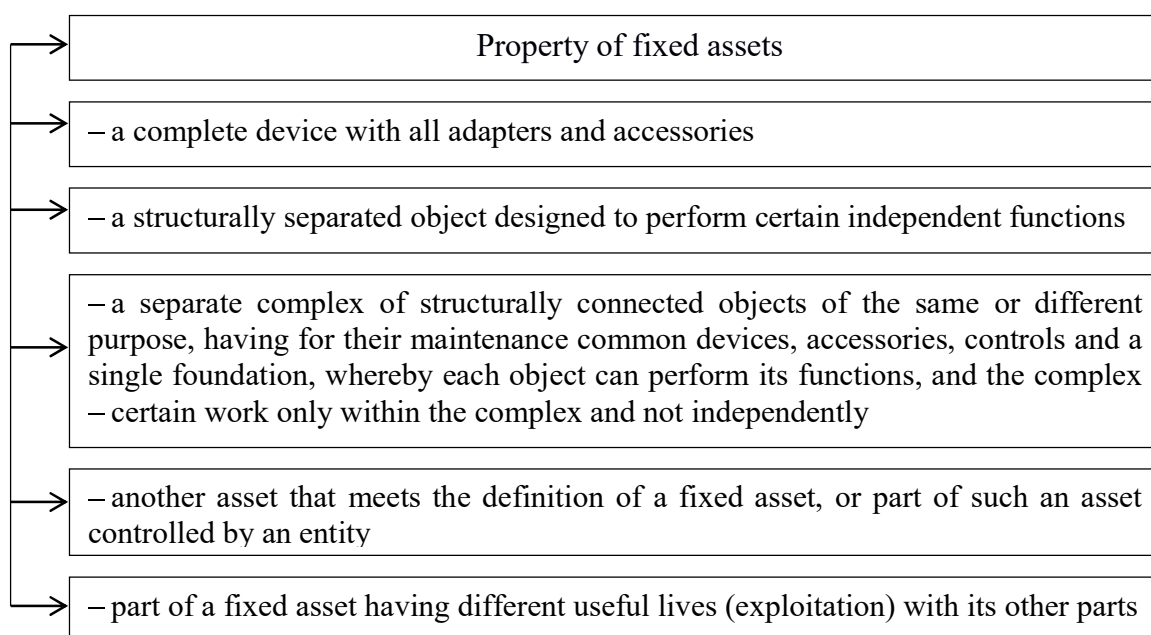 Property of fixed assets
– a complete device with all adapters and accessories
– a structurally separated object designed to perform certain independent functions
– a separate complex of structurally connected objects of the same or different
purpose, having for their maintenance common devices, accessories, controls and a
single foundation, whereby each object can perform its functions, and the complex
– certain work only within the complex and not independently
– another asset that meets the definition of a fixed asset, or part of such an asset
controlled by an entity
– part of a fixed asset having different useful lives (exploitation) with its other parts